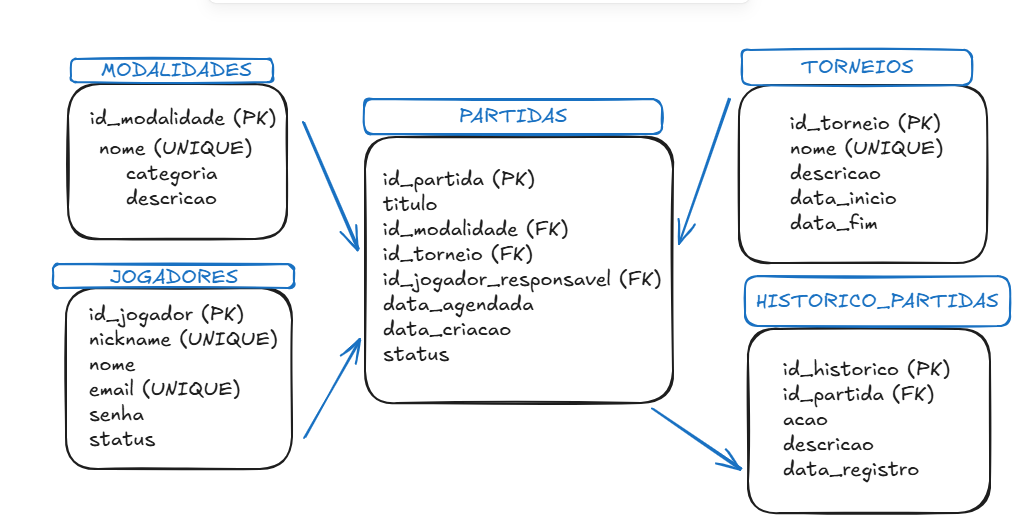 MODALIDADES
id_modalidade (PK)
nome (UNIQUE)
categoria
descricao
JOGADORES
id_jogador (PK)
nickname (UNIQUE)
nome
email (UNIQUE)
senha
status
PARTIDAS
id_partida (PK)
titulo
id_modalidade (FK)
id_torneio (FK)
id_jogador_responsavel (FK)
data_agendada
data_criacao
status
TORNEIOS
id_torneio (PK)
nome (UNIQUE)
descricao
data_inicio
data_fim
HISTORICO_PARTIDAS
id_historico (PK)
id_partida (FK)
acao
descricao
data_registro